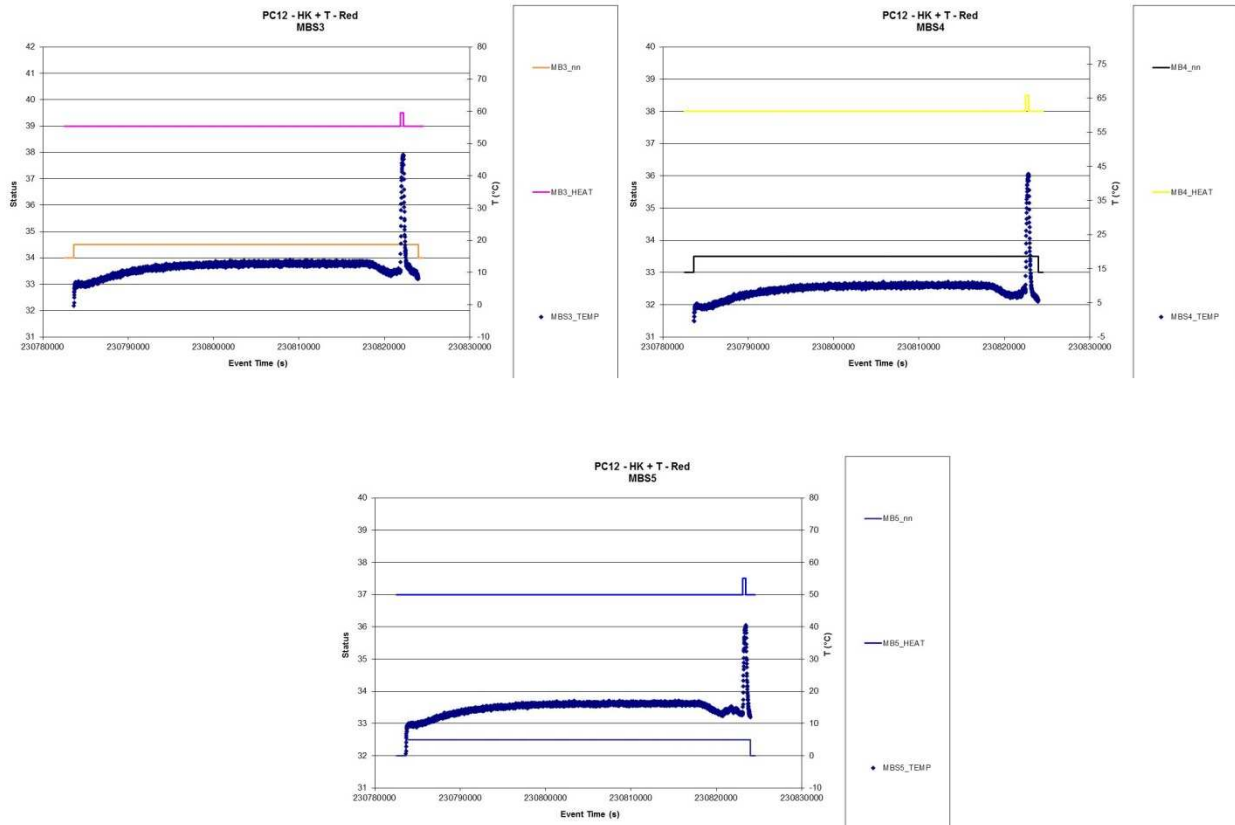 PC12 - HK + T - Red
MBS3
42
41
40
39
38
37
36
35
34
33
32
31
Status
80
70
60
50
40
30
20
10
0
-10
T (°C)
230780000 230790000 230800000 230810000 230820000 230830000
Event Time (s)
MB3_nn
MB3_HEAT
MBS3_TEMP
PC12 - HK + T - Red
MBS4
40
39
38
37
36
35
34
33
32
31
Status
75
65
55
45
35
25
15
5
-5
T (°C)
230780000 230790000 230800000 230810000 230820000 230830000
Event Time (s)
MB4_nn
MB4_HEAT
MBS4_TEMP
PC12 - HK + T - Red
MBS5
40
39
38
37
36
35
34
33
32
31
Status
80
70
60
50
40
30
20
10
0
-10
T (°C)
230780000 230790000 230800000 230810000 230820000 230830000
Event Time (s)
MB5_nn
MB5_HEAT
MBS5_TEMP